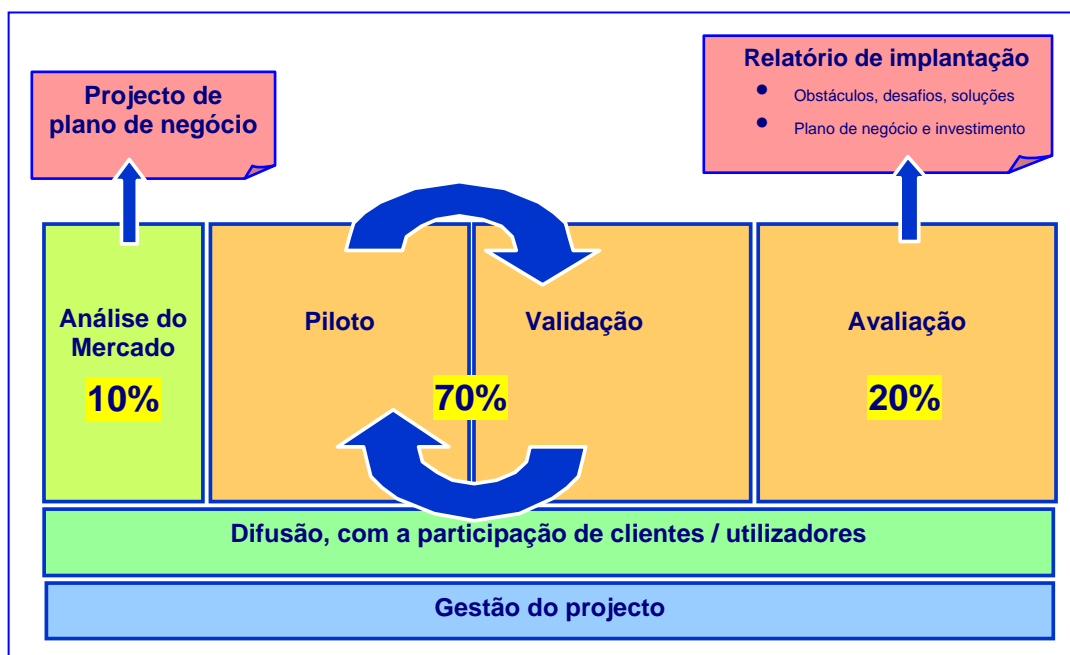 Projecto de
plano de negócio
Relatório de implantação
• Obstáculos, desafios, soluções
• Plano de negócio e investimento
Análise do
Mercado
10%
Piloto
Validação
70%
Avaliação
20%
Difusão, com a participação de clientes / utilizadores
Gestão do projecto